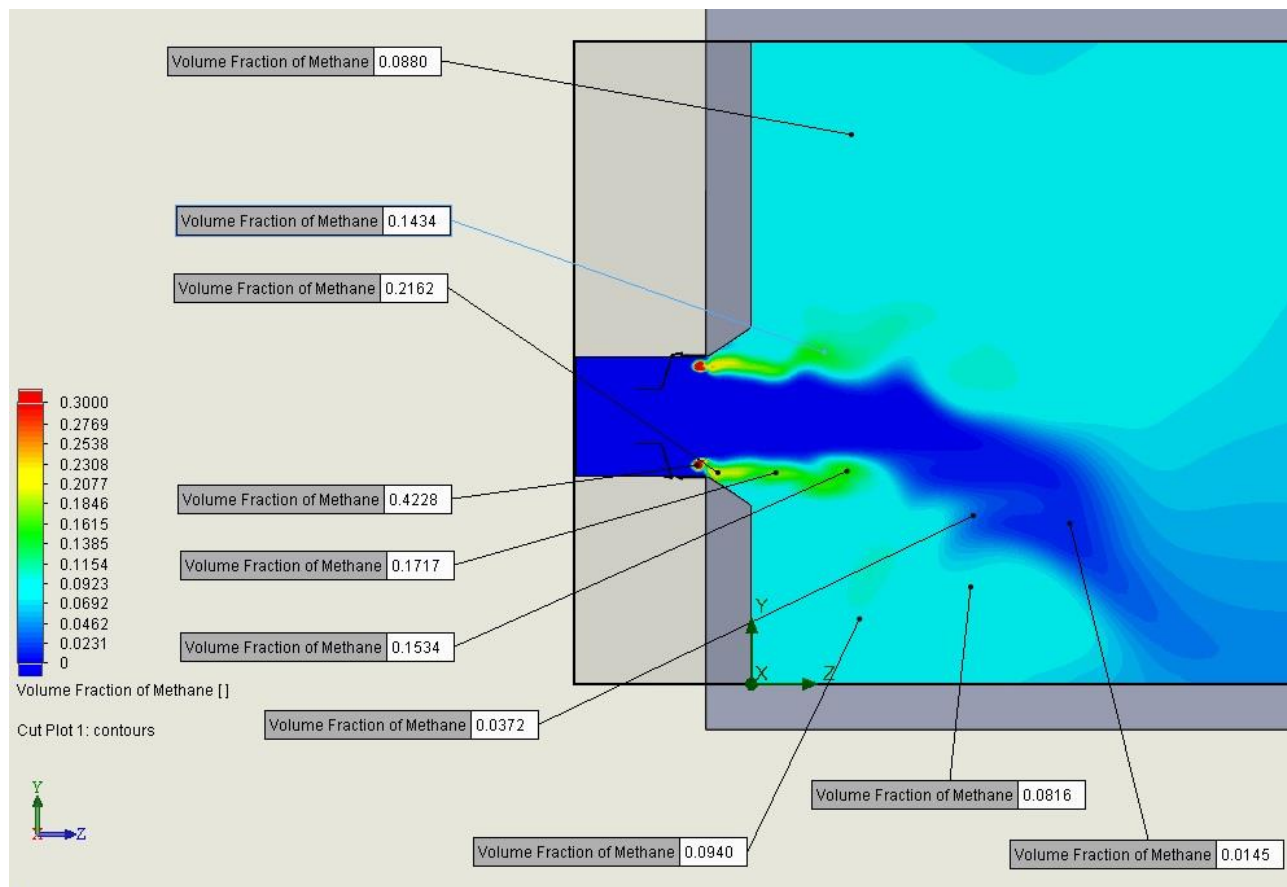 Volume Fraction of Methane 0.0880
Volume Fraction of Methane 0.1434
Volume Fraction of Methane 0.2162
0.3000
0.2769
0.2538
0.2308
0.2077
0.1846
0.1615
0.1385
0.1154
0.0923
0.0692
0.0462
0.0231
0
Volume Fraction of Methane [ ]
Cut Plot 1: contours
Volume Fraction of Methane 0.4228
Volume Fraction of Methane 0.1717
Volume Fraction of Methane 0.1534
Volume Fraction of Methane 0.0372
Y
X Z
Volume Fraction of Methane 0.0816
Volume Fraction of Methane 0.0940
Volume Fraction of Methane 0.0145
Y
X Z